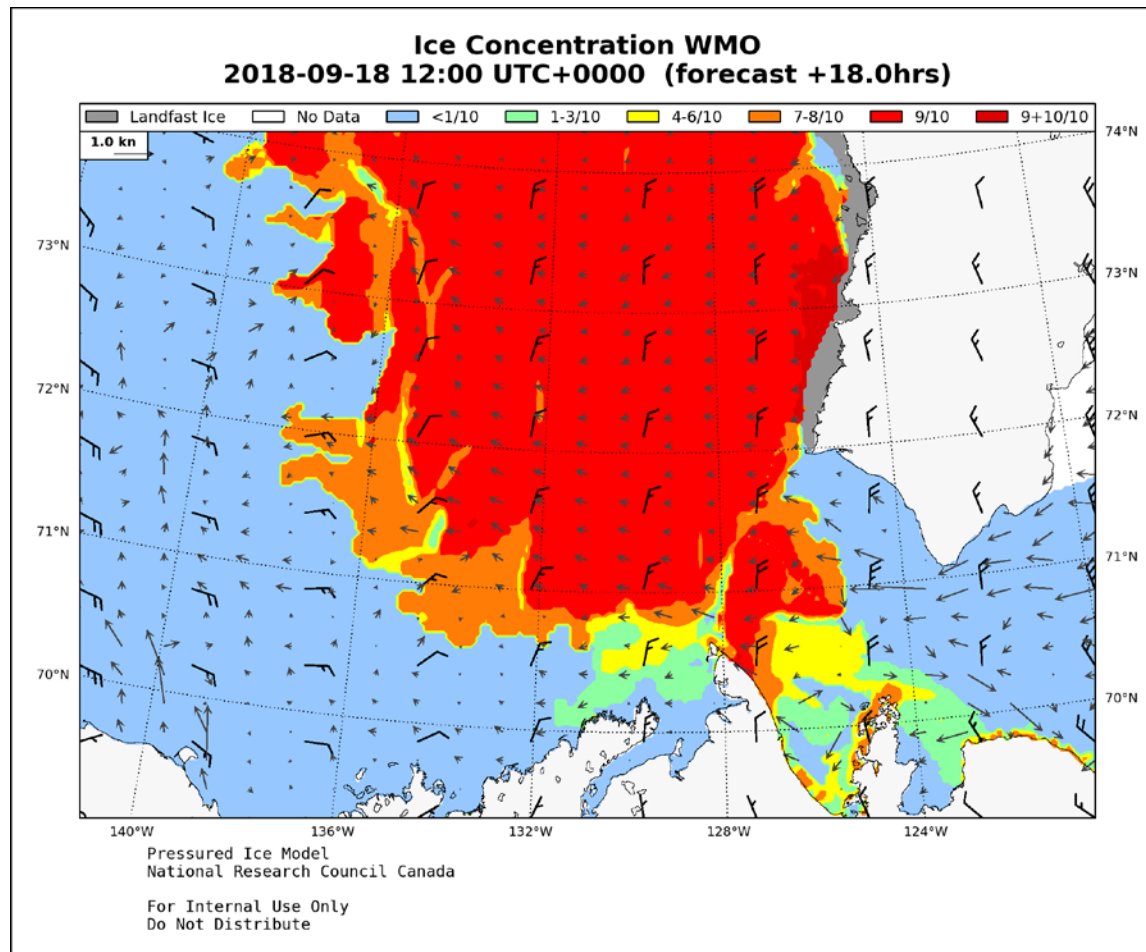 Ice Concentration WMO
2018-09-18 12:00 UTC+0000 (forecast +18.0hrs)
Landfast Ice No Data <1/10 1-3/10 4-6/10 7-8/10 9/10 9+10/10
1.0 kn
74°N
73°N 73°N
72°N 72°N
71°N 71°N
70°N 70°N
140°W 136°W 132°W 128°W 124°W
Pressured Ice Model
National Research Council Canada
For Internal Use Only
Do Not Distribute